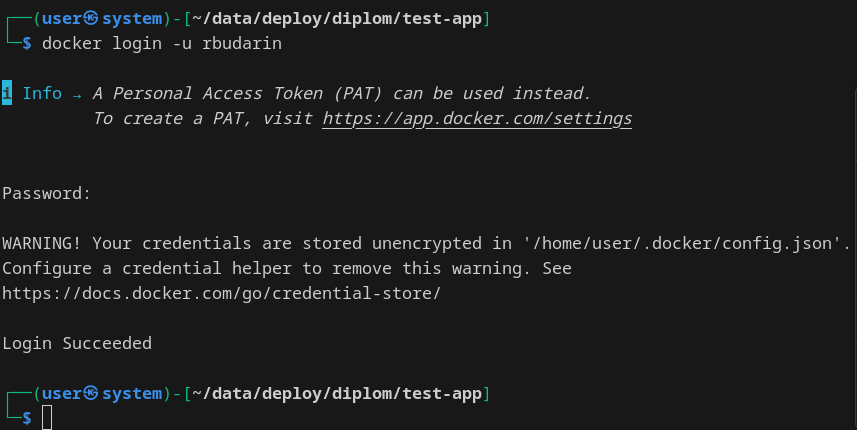 ┌──(user㉿system)-[~/data/deploy/diplom/test-app]
└─$ docker login -u rbudarin
i Info → A Personal Access Token (PAT) can be used instead.
To create a PAT, visit https://app.docker.com/settings
Password:
WARNING! Your credentials are stored unencrypted in '/home/user/.docker/config.json'.
Configure a credential helper to remove this warning. See
https://docs.docker.com/go/credential-store/
Login Succeeded
┌──(user㉿system)-[~/data/deploy/diplom/test-app]
└─$